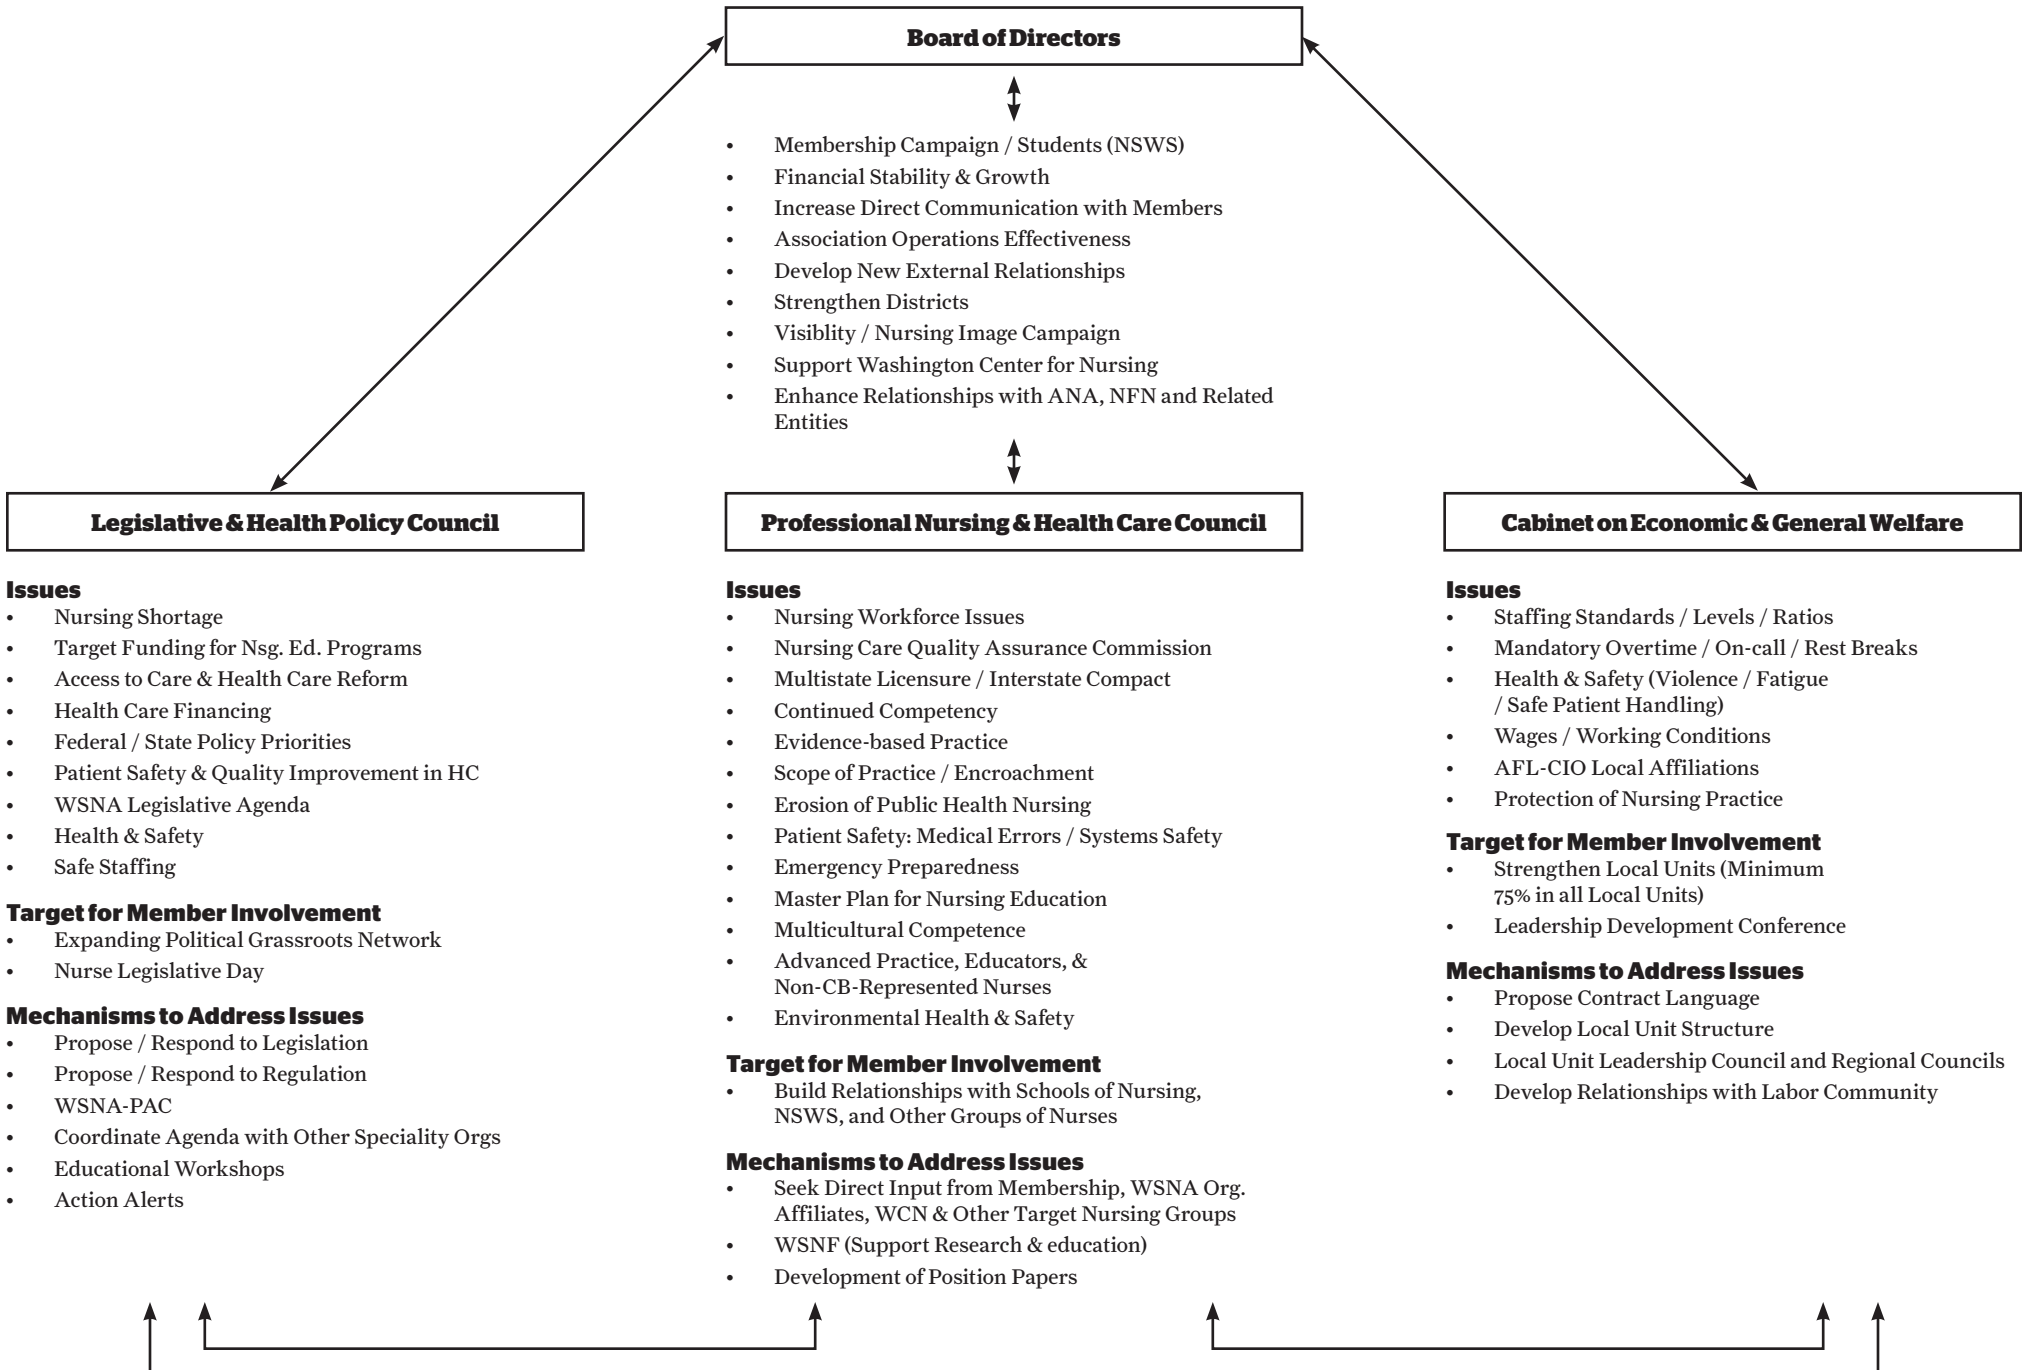 Board of Directors
• Membership Campaign / Students (NSWS)
• Financial Stability & Growth
• Increase Direct Communication with Members
• Association Operations Effectiveness
• Develop New External Relationships
• Strengthen Districts
• Visiblity / Nursing Image Campaign
• Support Washington Center for Nursing
• Enhance Relationships with ANA, NFN and Related
Entities
Legislative & Health Policy Council
Issues
• Nursing Shortage
• Target Funding for Nsg. Ed. Programs
• Access to Care & Health Care Reform
• Health Care Financing
• Federal / State Policy Priorities
• Patient Safety & Quality Improvement in HC
• WSNA Legislative Agenda
• Health & Safety
• Safe Staffing
Target for Member Involvement
• Expanding Political Grassroots Network
• Nurse Legislative Day
Mechanisms to Address Issues
• Propose / Respond to Legislation
• Propose / Respond to Regulation
• WSNA-PAC
• Coordinate Agenda with Other Speciality Orgs
• Educational Workshops
• Action Alerts
Professional Nursing & Health Care Council
Issues
• Nursing Workforce Issues
• Nursing Care Quality Assurance Commission
• Multistate Licensure / Interstate Compact
• Continued Competency
• Evidence-based Practice
• Scope of Practice / Encroachment
• Erosion of Public Health Nursing
• Patient Safety: Medical Errors / Systems Safety
• Emergency Preparedness
• Master Plan for Nursing Education
• Multicultural Competence
• Advanced Practice, Educators, &
Non-CB-Represented Nurses
• Environmental Health & Safety
Target for Member Involvement
• Build Relationships with Schools of Nursing,
NSWS, and Other Groups of Nurses
Mechanisms to Address Issues
• Seek Direct Input from Membership, WSNA Org.
Affiliates, WCN & Other Target Nursing Groups
• WSNF (Support Research & education)
• Development of Position Papers
Cabinet on Economic & General Welfare
Issues
• Staffing Standards / Levels / Ratios
• Mandatory Overtime / On-call / Rest Breaks
• Health & Safety (Violence / Fatigue
/ Safe Patient Handling)
• Wages / Working Conditions
• AFL-CIO Local Affiliations
• Protection of Nursing Practice
Target for Member Involvement
• Strengthen Local Units (Minimum
75% in all Local Units)
• Leadership Development Conference
Mechanisms to Address Issues
• Propose Contract Language
• Develop Local Unit Structure
• Local Unit Leadership Council and Regional Councils
• Develop Relationships with Labor Community